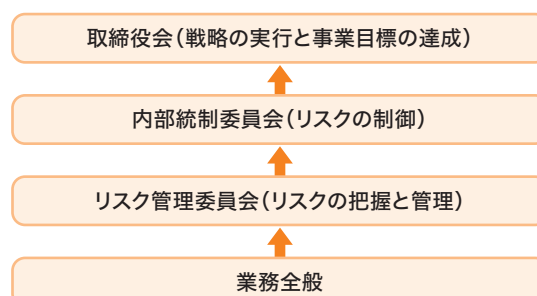 取締役会（戦略の実行と事業目標の達成）
内部統制委員会（リスクの制御）
リスク管理委員会（リスクの把握と管理）
業務全般